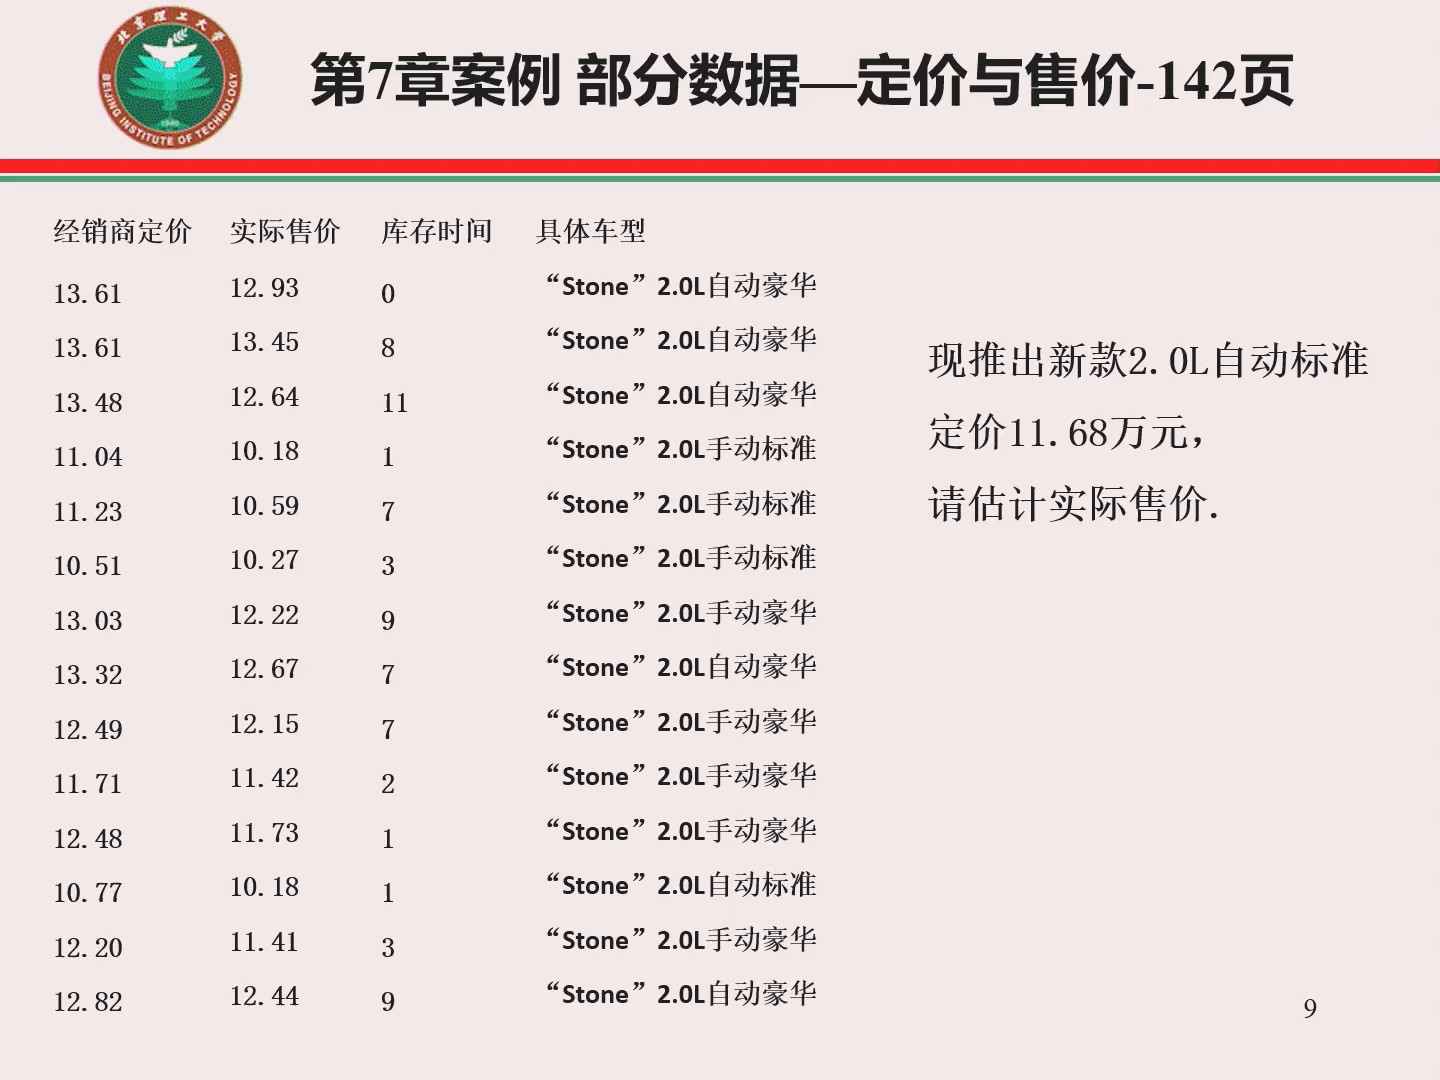 北京理工大学
BEIJING INSTITUTE OF TECHNOLOGY
1940
第7章案例 部分数据—定价与售价-142页
经销商定价 实际售价 库存时间 具体车型
13.61 12.93 0 “Stone”2.0L自动豪华
13.61 13.45 8 “Stone”2.0L自动豪华
13.48 12.64 11 “Stone”2.0L自动豪华
11.04 10.18 1 “Stone”2.0L手动标准
11.23 10.59 7 “Stone”2.0L手动标准
10.51 10.27 3 “Stone”2.0L手动标准
13.03 12.22 9 “Stone”2.0L手动豪华
13.32 12.67 7 “Stone”2.0L自动豪华
12.49 12.15 7 “Stone”2.0L手动豪华
11.71 11.42 2 “Stone”2.0L手动豪华
12.48 11.73 1 “Stone”2.0L手动豪华
10.77 10.18 1 “Stone”2.0L自动标准
12.20 11.41 3 “Stone”2.0L手动豪华
12.82 12.44 9 “Stone”2.0L自动豪华
现推出新款2.0L自动标准
定价11.68万元，
请估计实际售价.
9